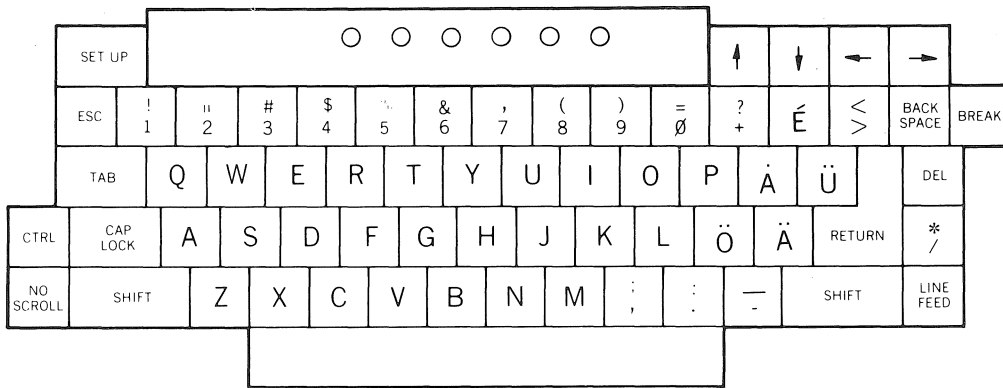 SET UP ↑ ↓ ← →
ESC ! 1 " 2 # 3 $ 4 5 & 6 ' 7 ( 8 ) 9 = Ø ? + É < > BACK SPACE BREAK
TAB Q W E R T Y U I O P Ȧ Ü DEL
CTRL CAP LOCK A S D F G H J K L Ö Ä RETURN * /
NO SCROLL SHIFT Z X C V B N M ; , : . — - SHIFT LINE FEED